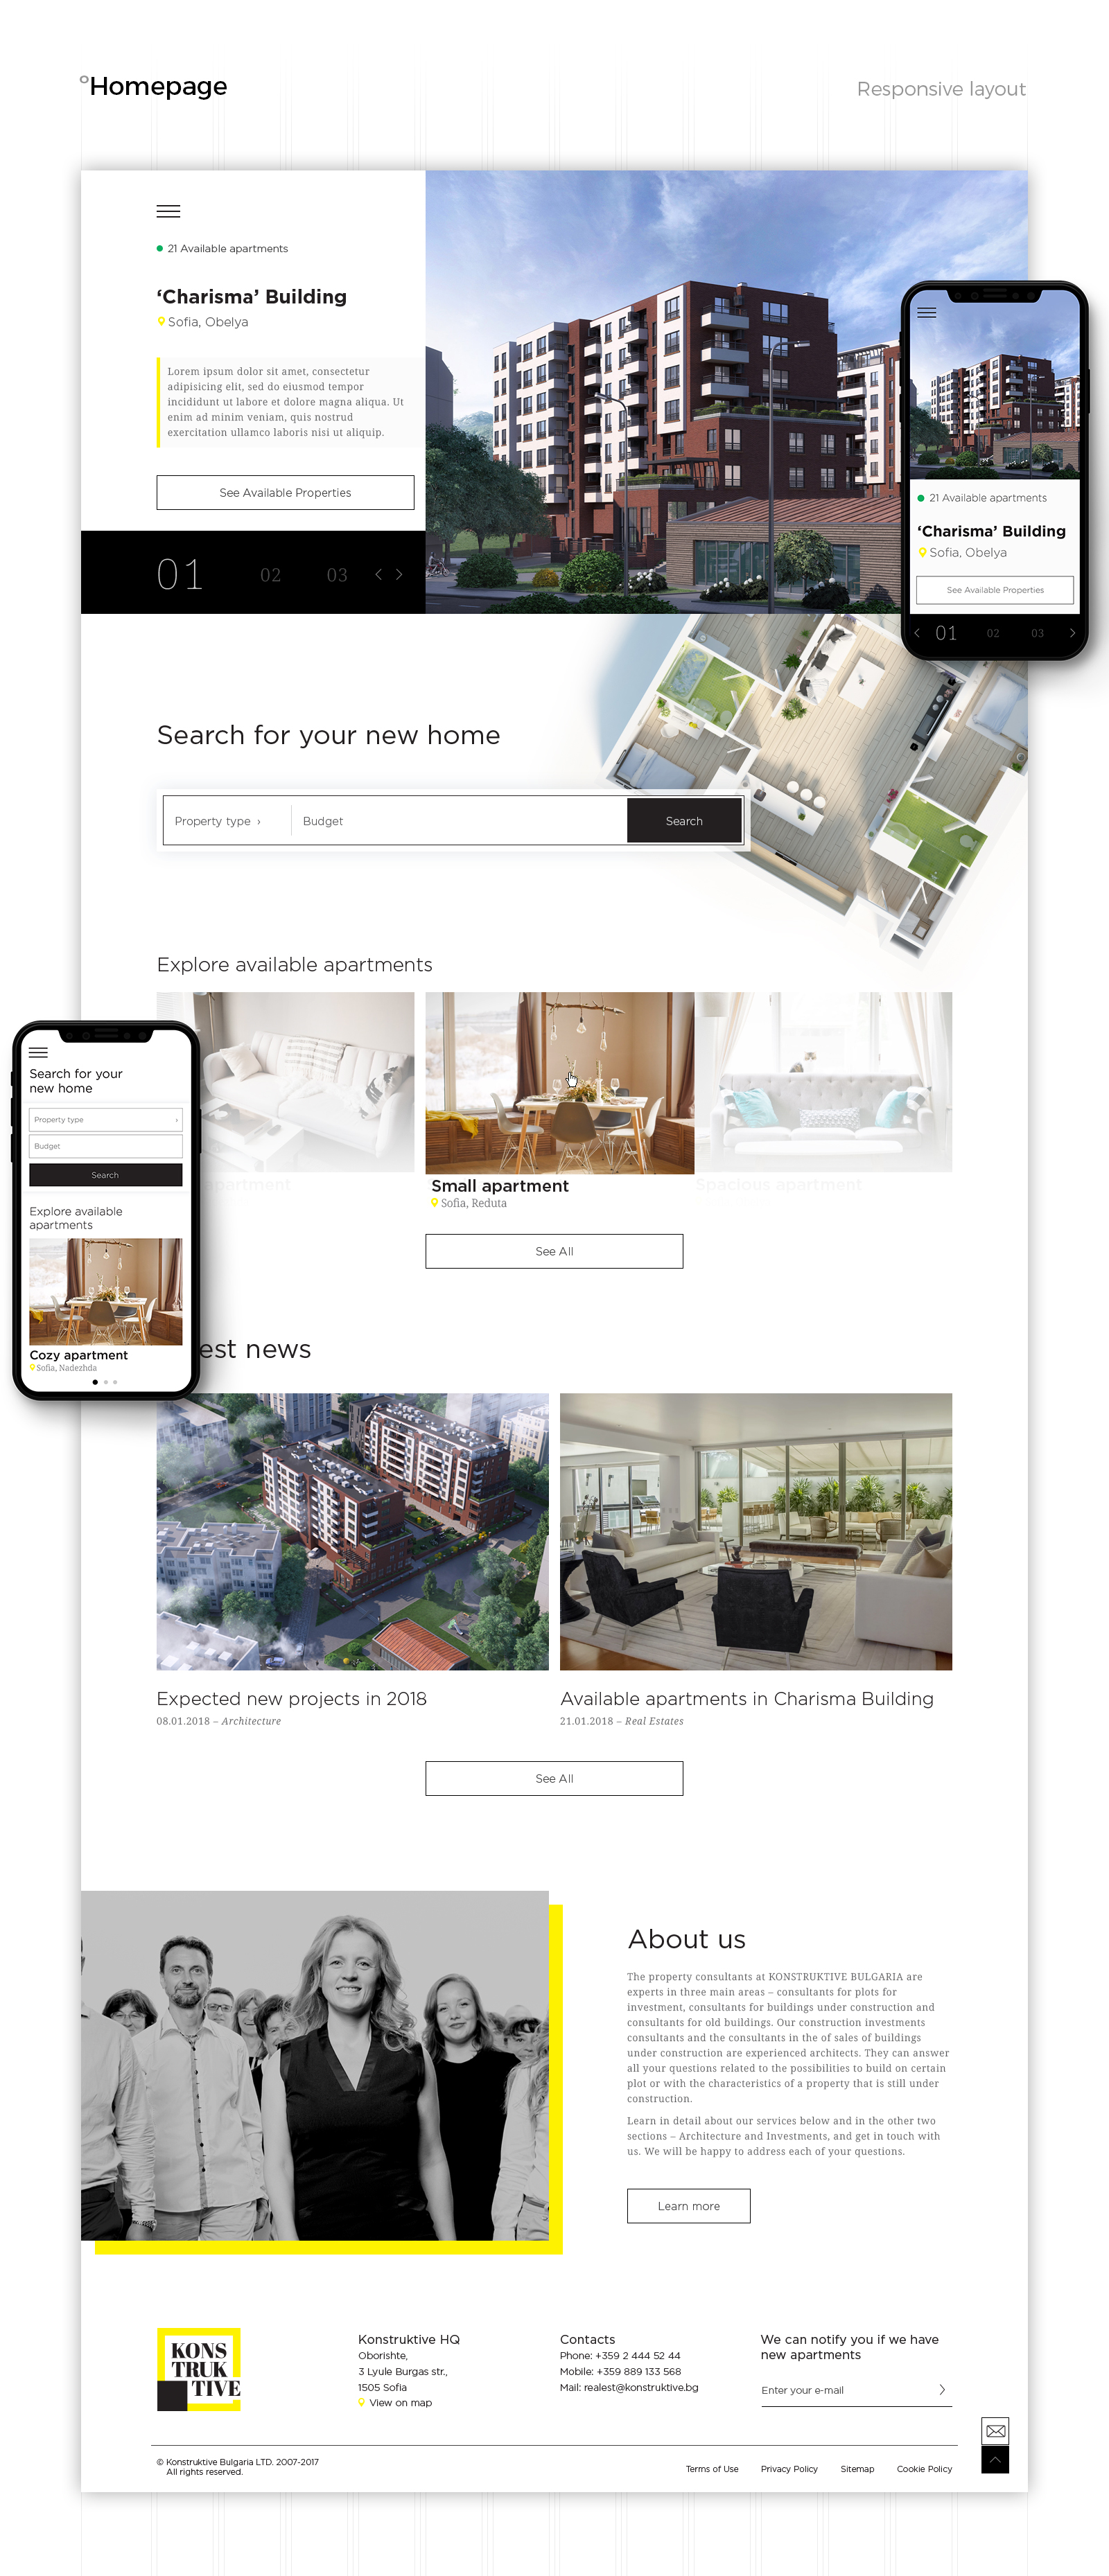 °Homepage
Responsive layout
21 Available apartments
‘Charisma’ Building
Sofia, Obelya
Lorem ipsum dolor sit amet, consectetur
adipisicing elit, sed do eiusmod tempor
incididunt ut labore et dolore magna aliqua. Ut
enim ad minim veniam, quis nostrud
exercitation ullamco laboris nisi ut aliquip.
See Available Properties
01 02 03
21 Available apartments
‘Charisma’ Building
Sofia, Obelya
See Available Properties
01 02 03
Search for your new home
Property type ›
Budget
Search
Explore available apartments
apartment
Small apartment
Sofia, Reduta
Spacious apartment
See All
Search for your
new home
Property type ›
Budget
Search
Explore available
apartments
Cozy apartment
Sofia, Nadezhda
est news
Expected new projects in 2018
08.01.2018 – Architecture
Available apartments in Charisma Building
21.01.2018 – Real Estates
See All
About us
The property consultants at KONSTRUKTIVE BULGARIA are
experts in three main areas – consultants for plots for
investment, consultants for buildings under construction and
consultants for old buildings. Our construction investments
consultants and the consultants in the of sales of buildings
under construction are experienced architects. They can answer
all your questions related to the possibilities to build on certain
plot or with the characteristics of a property that is still under
construction.
Learn in detail about our services below and in the other two
sections – Architecture and Investments, and get in touch with
us. We will be happy to address each of your questions.
Learn more
KONS
TRUK
TIVE
Konstruktive HQ
Oborishte,
3 Lyule Burgas str.,
1505 Sofia
View on map
Contacts
Phone: +359 2 444 52 44
Mobile: +359 889 133 568
Mail: realest@konstruktive.bg
We can notify you if we have
new apartments
Enter your e-mail
© Konstruktive Bulgaria LTD. 2007-2017
All rights reserved.
Terms of Use
Privacy Policy
Sitemap
Cookie Policy